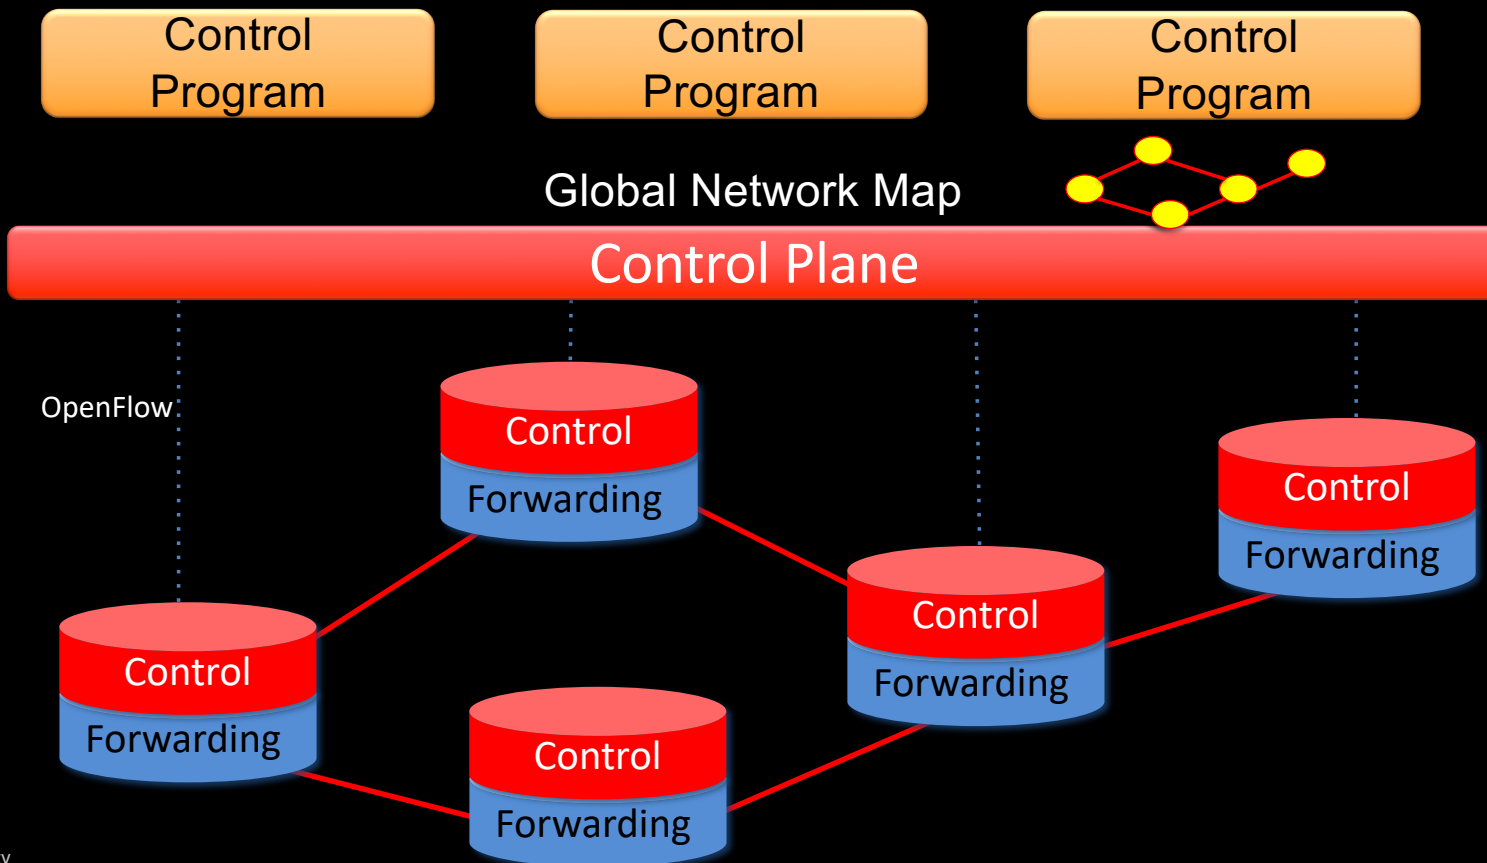 Control
Program
Control
Program
Control
Program
Global Network Map
Control Plane
OpenFlow
Control
Forwarding
Control
Forwarding
Control
Forwarding
Control
Forwarding
Control
Forwarding